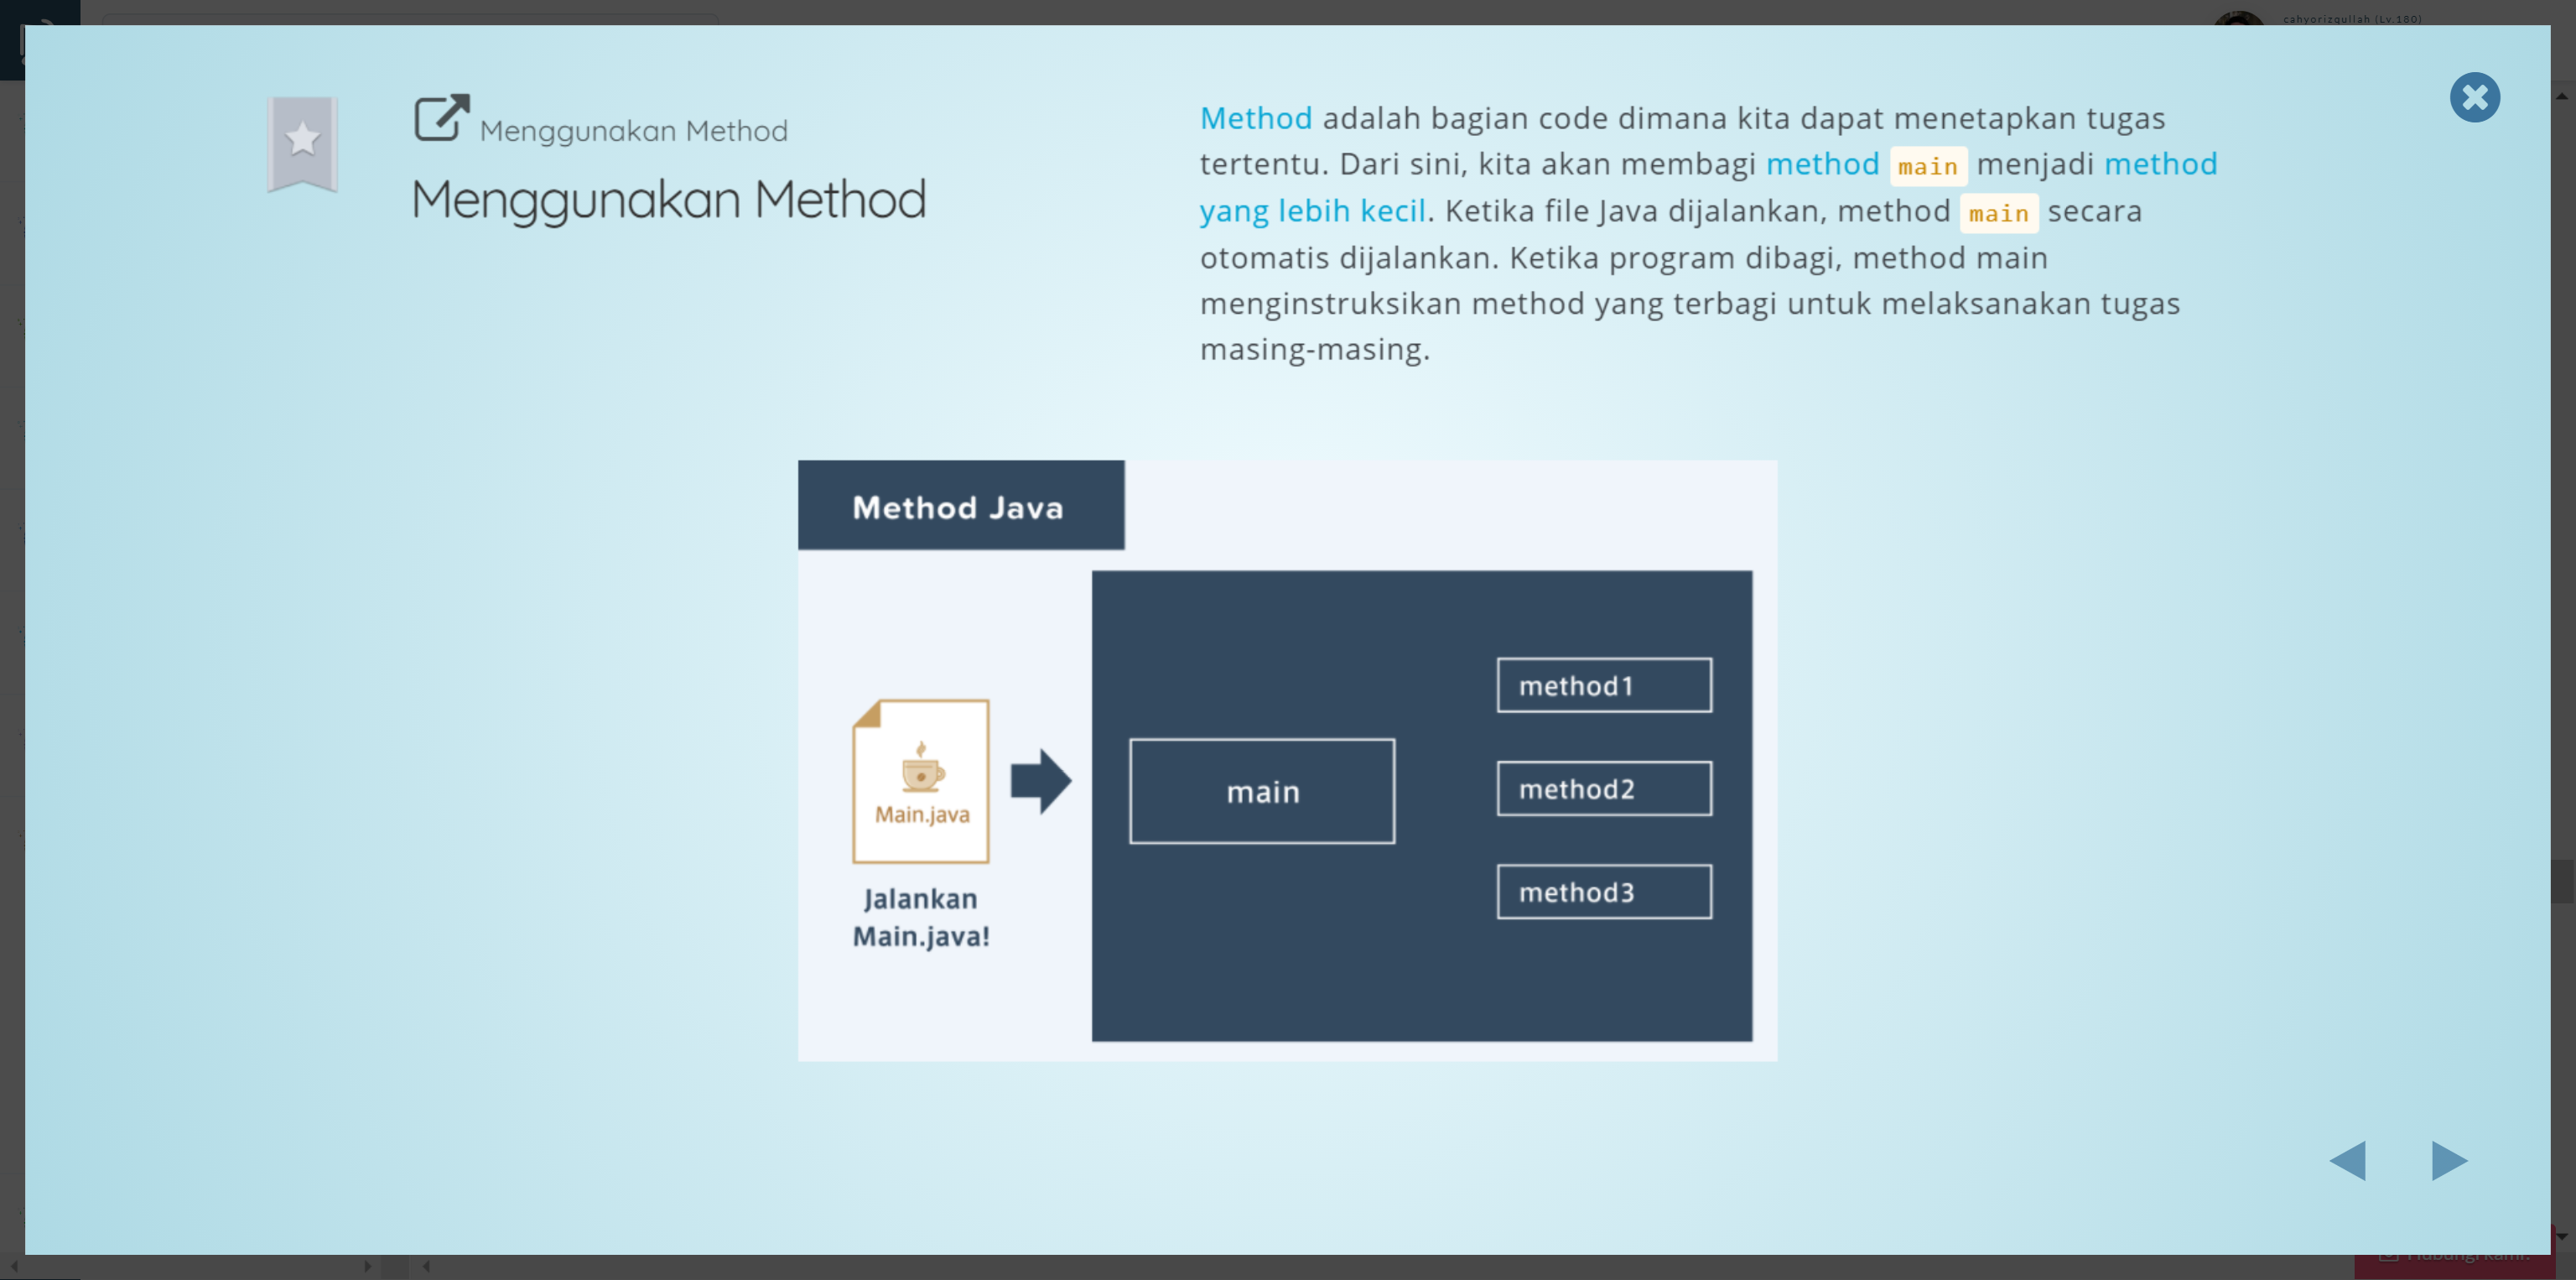 cahyorizqullah (Lv.180)
Menggunakan Method
Menggunakan Method
Method adalah bagian code dimana kita dapat menetapkan tugas
tertentu. Dari sini, kita akan membagi method main menjadi method
yang lebih kecil. Ketika file Java dijalankan, method main secara
otomatis dijalankan. Ketika program dibagi, method main
menginstruksikan method yang terbagi untuk melaksanakan tugas
masing-masing.
Method Java
Main.java
Jalankan
Main.java!
main
method1
method2
method3